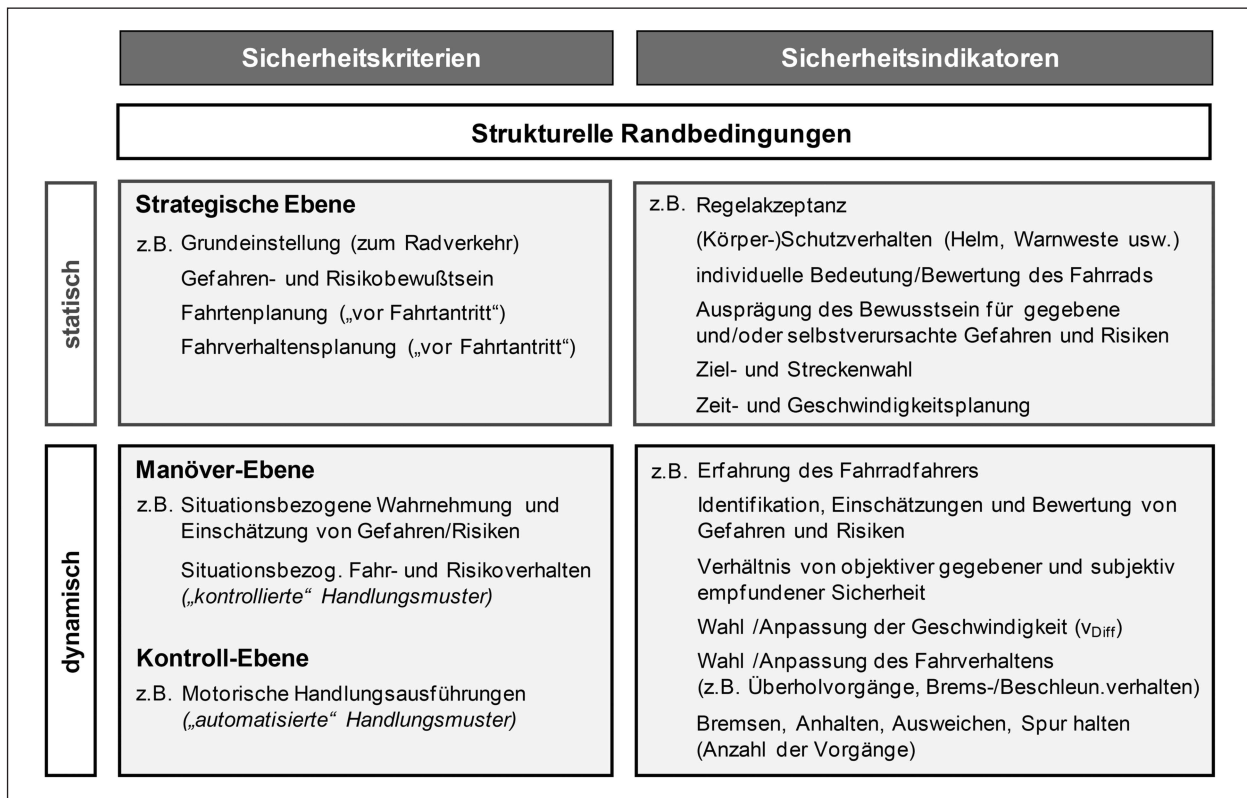 Sicherheitskriterien
Sicherheitsindikatoren
Strukturelle Randbedingungen
statisch
Strategische Ebene
z.B. Grundeinstellung (zum Radverkehr)
Gefahren- und Risikobewußtsein
Fahrtenplanung („vor Fahrtantritt“)
Fahrverhaltensplanung („vor Fahrtantritt“)
z.B. Regelakzeptanz
(Körper-)Schutzverhalten (Helm, Warnweste usw.)
individuelle Bedeutung/Bewertung des Fahrrads
Ausprägung des Bewusstsein für gegebene
und/oder selbstverursachte Gefahren und Risiken
Ziel- und Streckenwahl
Zeit- und Geschwindigkeitsplanung
dynamisch
Manöver-Ebene
z.B. Situationsbezogene Wahrnehmung und
Einschätzung von Gefahren/Risiken
Situationsbezog. Fahr- und Risikoverhalten
(„kontrollierte“ Handlungsmuster)
Kontroll-Ebene
z.B. Motorische Handlungsausführungen
(„automatisierte“ Handlungsmuster)
z.B. Erfahrung des Fahrradfahrers
Identifikation, Einschätzungen und Bewertung von
Gefahren und Risiken
Verhältnis von objektiver gegebener und subjektiv
empfundener Sicherheit
Wahl /Anpassung der Geschwindigkeit (vDiff)
Wahl /Anpassung des Fahrverhaltens
(z.B. Überholvorgänge, Brems-/Beschleun.verhalten)
Bremsen, Anhalten, Ausweichen, Spur halten
(Anzahl der Vorgänge)